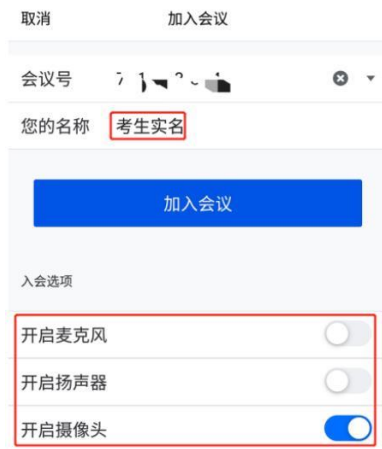 取消 加入会议
会议号
您的名称 考生实名
加入会议
入会选项
开启麦克风
开启扬声器
开启摄像头